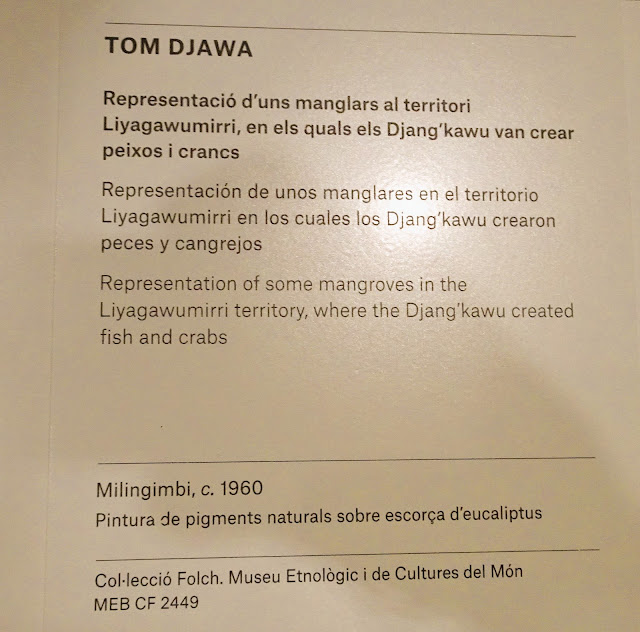 TOM DJAWA
Representació d'uns manglars al territori
Liyagawumirri, en els quals els Djang'kawu van crear
peixos i crancs
Representación de unos manglares en el territorio
Liyagawumirri en los cuales los Djang'kawu crearon
peces y cangrejos
Representation of some mangroves in the
Liyagawumirri territory, where the Djang'kawu created
fish and crabs
Milingimbi, c. 1960
Pintura de pigments naturals sobre escorça d'eucaliptus
Col·lecció Folch. Museu Etnològic i de Cultures del Món
MEB CF 2449